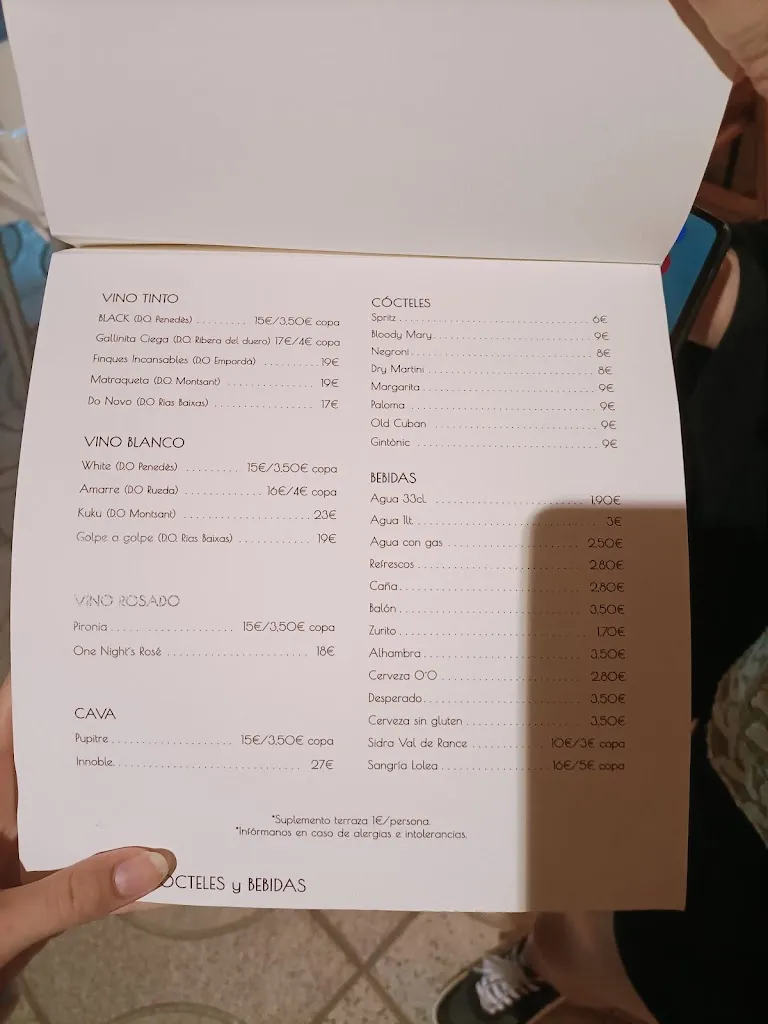 VINO TINTO
BLACK (D.O. Penedès) ......... 15€/3,50€ copa
Gallinita Ciega (D.O. Ribera del duero) 17€/4€ copa
Finques Incansables (D.O Empordà) .......... 19€
Matraqueta (D.O. Montsant) ................ 19€
Do Novo (D.O Rias Baixas) .................. 17€
VINO BLANCO
White (D.O Penedès) ......... 15€/3,50€ copa
Amarre (D.O Rueda) ............. 16€/4€ copa
Kuku (D.O Montsant) ..................... 23€
Golpe a golpe (D.O. Rias Baixas) ............. 19€
VINO ROSADO
Pironia ..................... 15€/3,50€ copa
One Night's Rosé ........................ 18€
CAVA
Pupitre ..................... 15€/3,50€ copa
Innoble. ................................ 27€
CÓCTELES
Spritz ................................ 6€
Bloody Mary ........................... 9€
Negroni ............................... 8€
Dry Martini ........................... 8€
Margarita ............................. 9€
Paloma ................................ 9€
Old Cuban ............................. 9€
Gintònic .............................. 9€
BEBIDAS
Agua 33cl. ........................ 1,90€
Agua 1lt. ............................ 3€
Agua con gas ...................... 2,50€
Refrescos ......................... 2,80€
Caña .............................. 2,80€
Balón ............................. 3,50€
Zurito ............................ 1,70€
Alhambra .......................... 3,50€
Cerveza 0'0 ....................... 2,80€
Desperado ......................... 3,50€
Cerveza sin gluten ................ 3,50€
Sidra Val de Rance ........... 10€/3€ copa
Sangría Lolea ................ 16€/5€ copa
*Suplemento terraza 1€/persona.
*Infórmanos en caso de alergias e intolerancias.
CÓCTELES y BEBIDAS